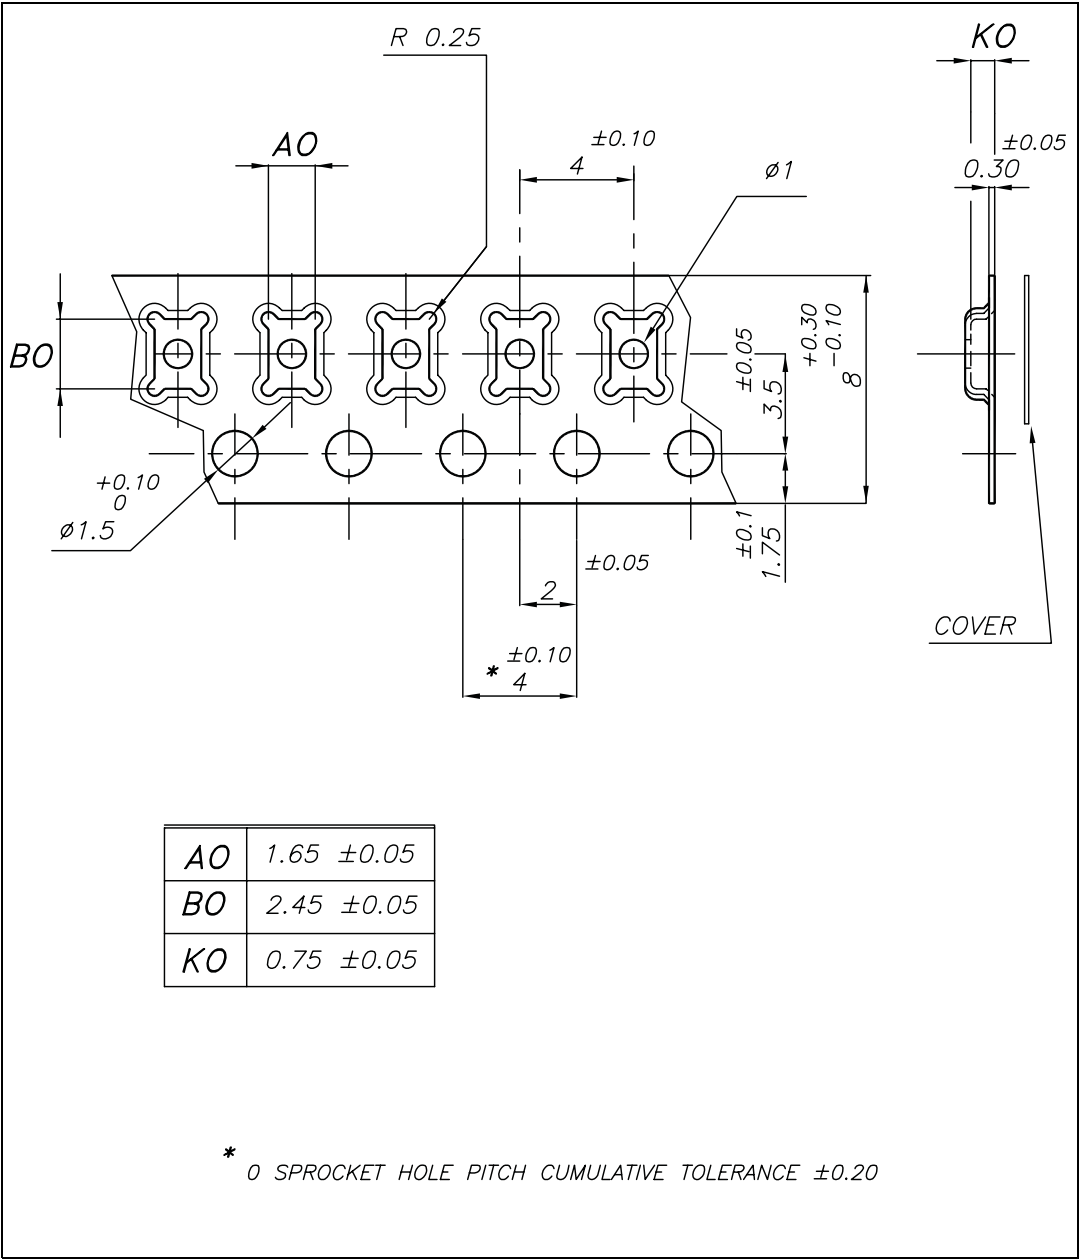 R 0.25
KO
±0.10
4
AO
ø1
±0.05
0.30
BO
+0.30
-0.10
8
±0.05
3.5
+0.10
0
ø1.5
±0.1
1.75
±0.05
2
COVER
* ±0.10
4
AO 1.65 ±0.05
BO 2.45 ±0.05
KO 0.75 ±0.05
*
0 SPROCKET HOLE PITCH CUMULATIVE TOLERANCE ±0.20